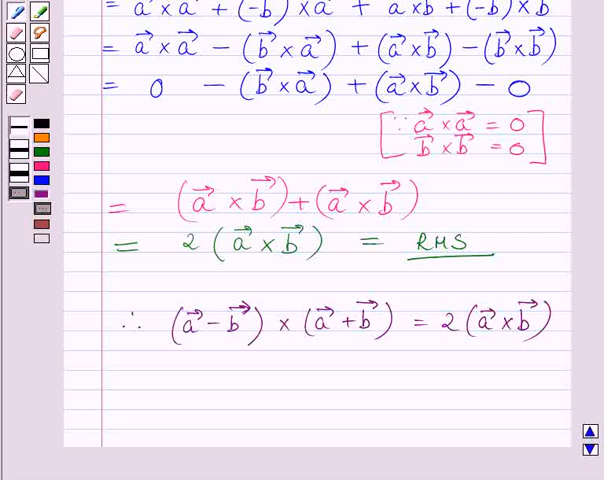 = a⃗ × a⃗ + (-b⃗) × a⃗ + a⃗ × b⃗ + (-b⃗) × b⃗
= a⃗ × a⃗ − (b⃗ × a⃗) + (a⃗ × b⃗) − (b⃗ × b⃗)
= 0 − (b⃗ × a⃗) + (a⃗ × b⃗) − 0
[∵ a⃗ × a⃗ = 0
b⃗ × b⃗ = 0]
= (a⃗ × b⃗) + (a⃗ × b⃗)
= 2 (a⃗ × b⃗) = RHS
∴ (a⃗ − b⃗) × (a⃗ + b⃗) = 2 (a⃗ × b⃗)